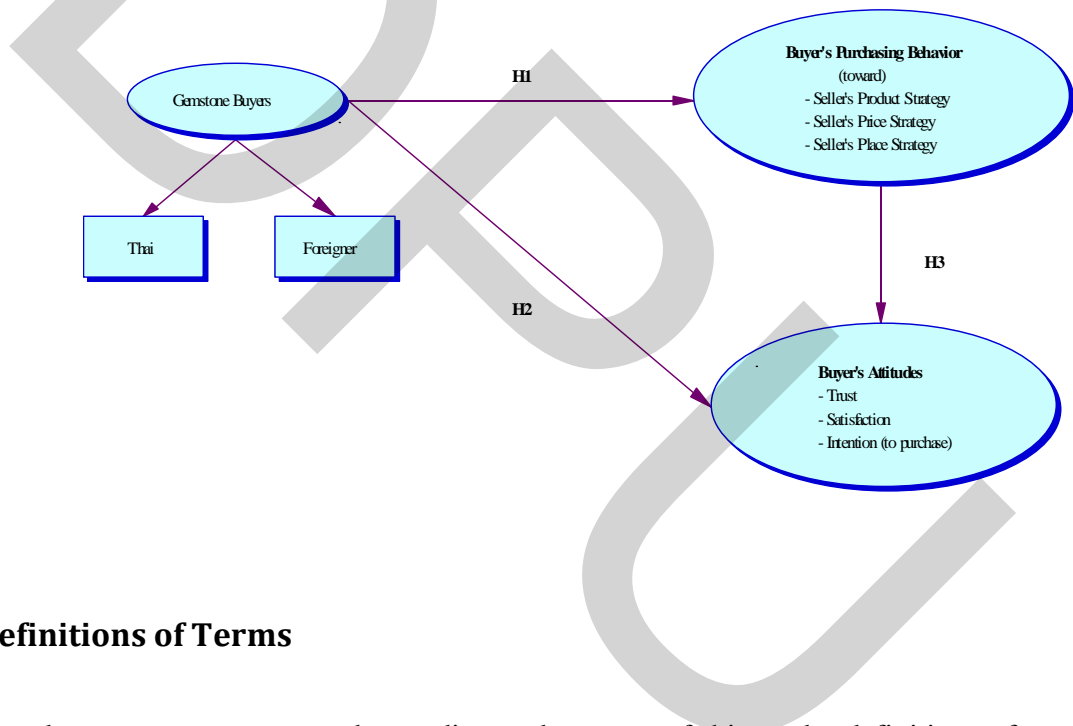 H1
Gemstone Buyers
Buyer's Purchasing Behavior
(toward)
- Seller's Product Strategy
- Seller's Price Strategy
- Seller's Place Strategy
Thai
Foreigner
H2
H3
Buyer's Attitudes
- Trust
- Satisfaction
- Intention (to purchase)
efinitions of Terms
DPU